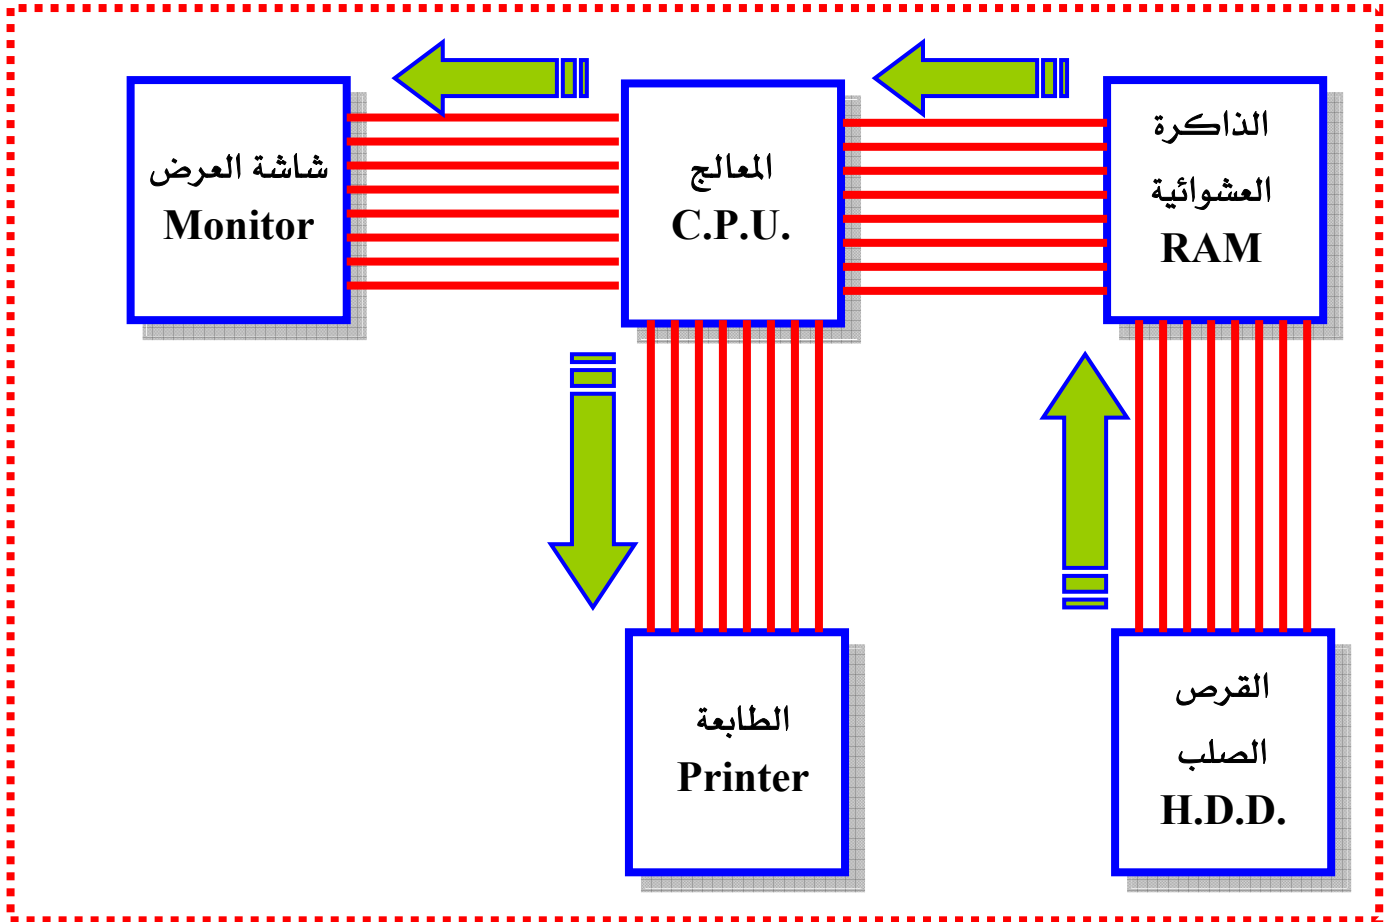 الذاكرة
العشوائية
RAM
المعالج
C.P.U.
شاشة العرض
Monitor
القرص
الصلب
H.D.D.
الطابعة
Printer